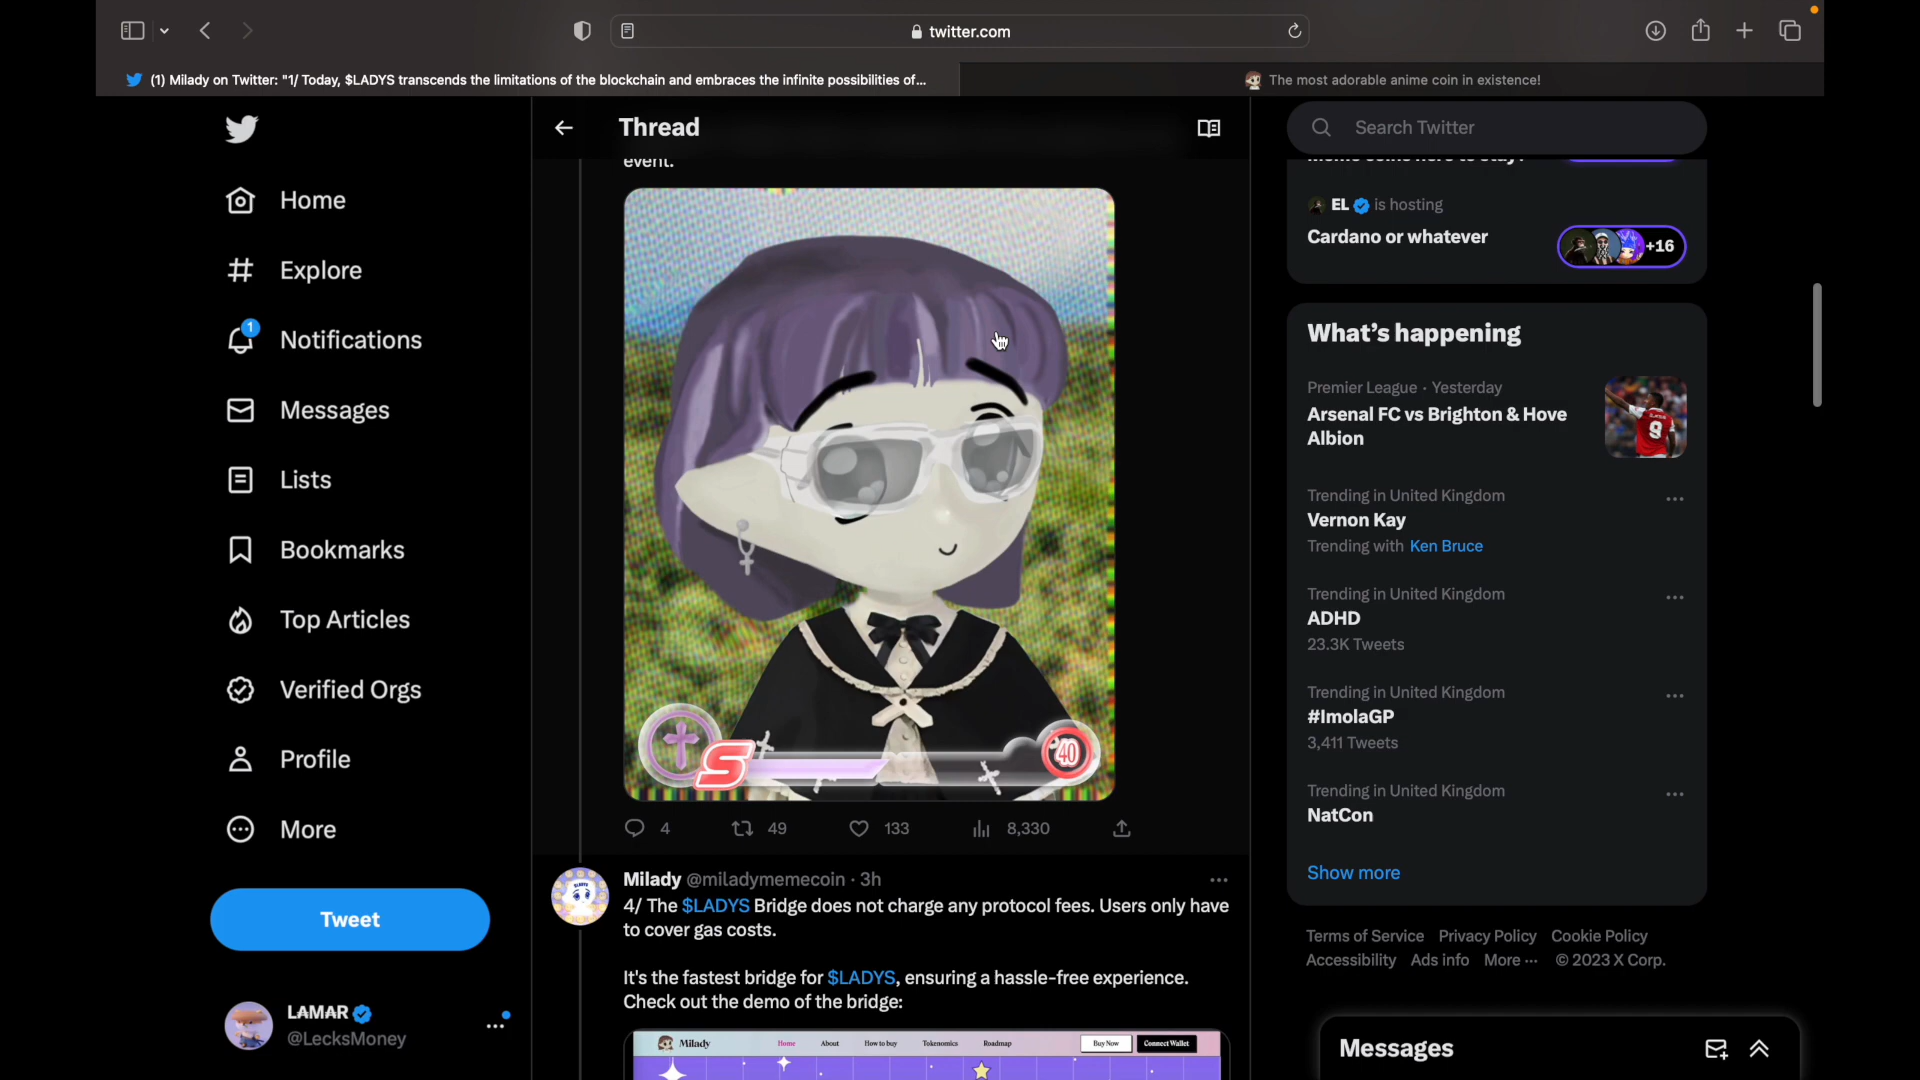 twitter.com
(1) Milady on Twitter: "1/ Today, $LADYS transcends the limitations of the blockchain and embraces the infinite possibilities of...
The most adorable anime coin in existence!
Home
Explore
1
Notifications
Messages
Lists
Bookmarks
Top Articles
Verified Orgs
Profile
More
Tweet
LAMAR
@LecksMoney
Thread
event.
S
40
4
49
133
8,330
Milady @miladymemecoin · 3h
4/ The $LADYS Bridge does not charge any protocol fees. Users only have
to cover gas costs.
It's the fastest bridge for $LADYS, ensuring a hassle-free experience.
Check out the demo of the bridge:
Milady Home About How to buy Tokenomics Roadmap Buy Now Connect Wallet
Search Twitter
EL is hosting
Cardano or whatever
+16
What's happening
Premier League · Yesterday
Arsenal FC vs Brighton & Hove
Albion
Trending in United Kingdom
Vernon Kay
Trending with Ken Bruce
Trending in United Kingdom
ADHD
23.3K Tweets
Trending in United Kingdom
#ImolaGP
3,411 Tweets
Trending in United Kingdom
NatCon
Show more
Terms of Service Privacy Policy Cookie Policy
Accessibility Ads info More ··· © 2023 X Corp.
Messages